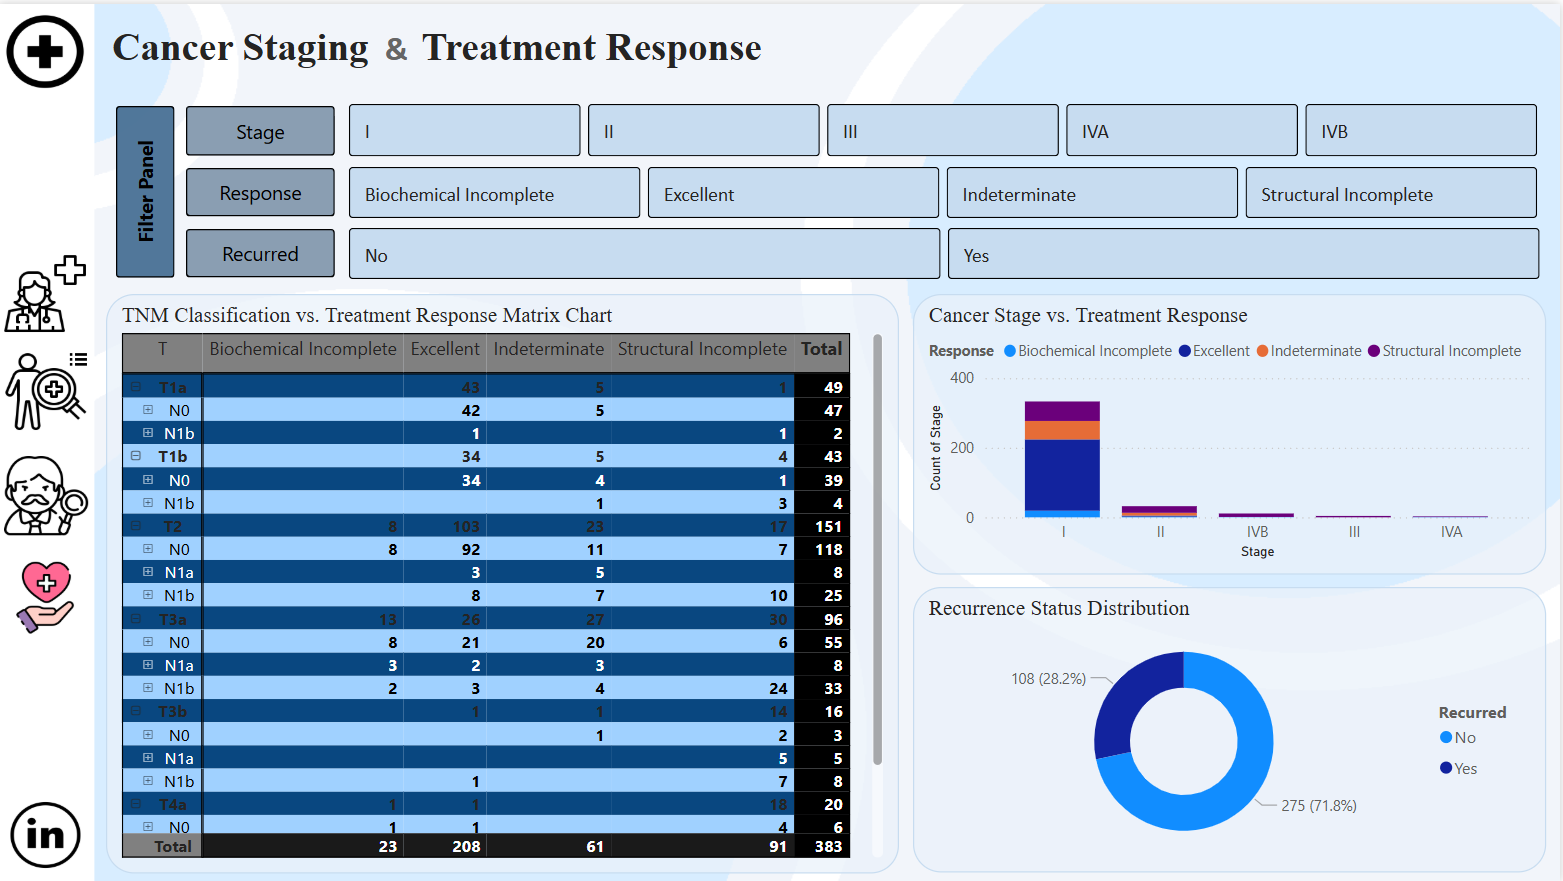 Cancer Staging & Treatment Response
Filter Panel
Stage
I
II
III
IVA
IVB
Response
Biochemical Incomplete
Excellent
Indeterminate
Structural Incomplete
Recurred
No
Yes
TNM Classification vs. Treatment Response Matrix Chart
T Biochemical Incomplete Excellent Indeterminate Structural Incomplete Total
T1a 43 5 1 49
N0 42 5 47
N1b 1 1 2
T1b 34 5 4 43
N0 34 4 1 39
N1b 1 3 4
T2 8 103 23 17 151
N0 8 92 11 7 118
N1a 3 5 8
N1b 8 7 10 25
T3a 13 26 27 30 96
N0 8 21 20 6 55
N1a 3 2 3 8
N1b 2 3 4 24 33
T3b 1 1 14 16
N0 1 2 3
N1a 5 5
N1b 1 7 8
T4a 1 1 18 20
N0 1 1 4 6
Total 23 208 61 91 383
Cancer Stage vs. Treatment Response
Response Biochemical Incomplete Excellent Indeterminate Structural Incomplete
400
200
0
Count of Stage
I II IVB III IVA
Stage
Recurrence Status Distribution
108 (28.2%)
275 (71.8%)
Recurred
No
Yes
in